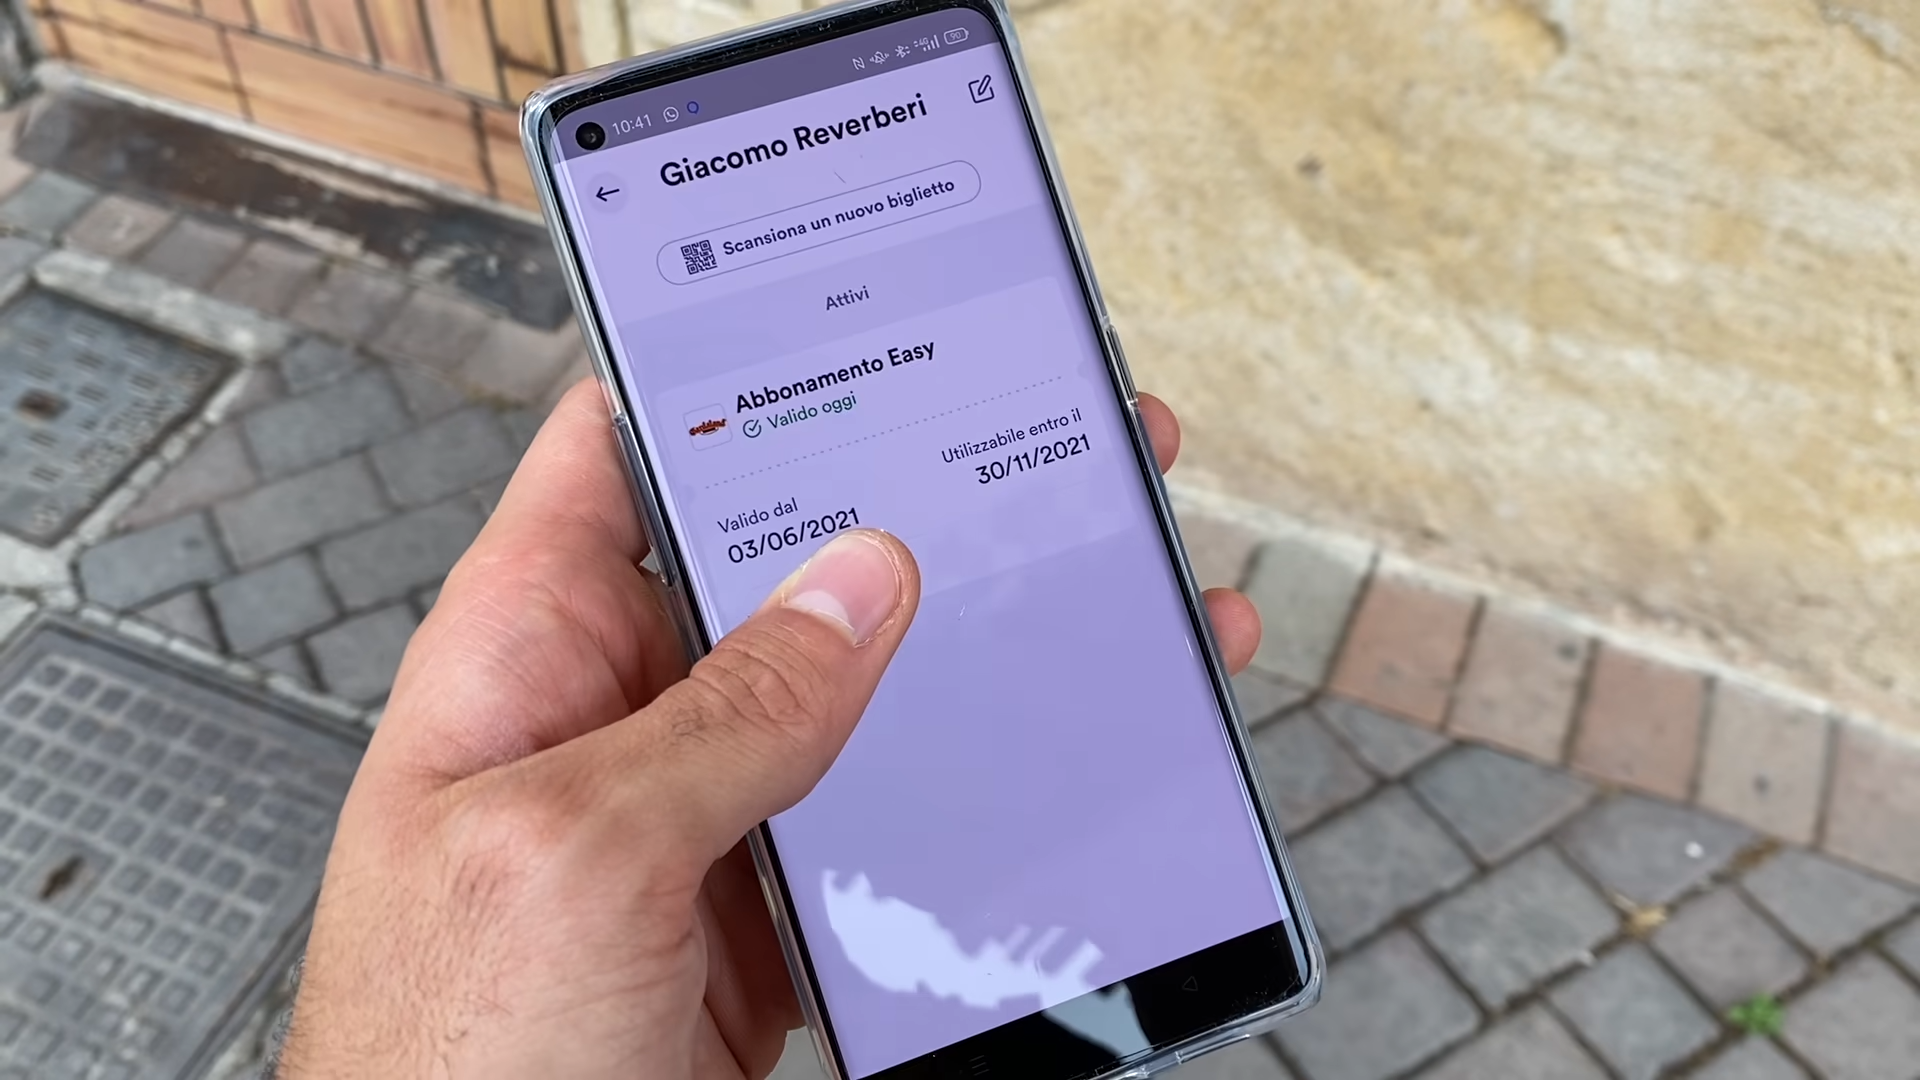 10:41
90
Giacomo Reverberi
Scansiona un nuovo biglietto
Attivi
Abbonamento Easy
Valido oggi
Utilizzabile entro il
30/11/2021
Valido dal
03/06/2021